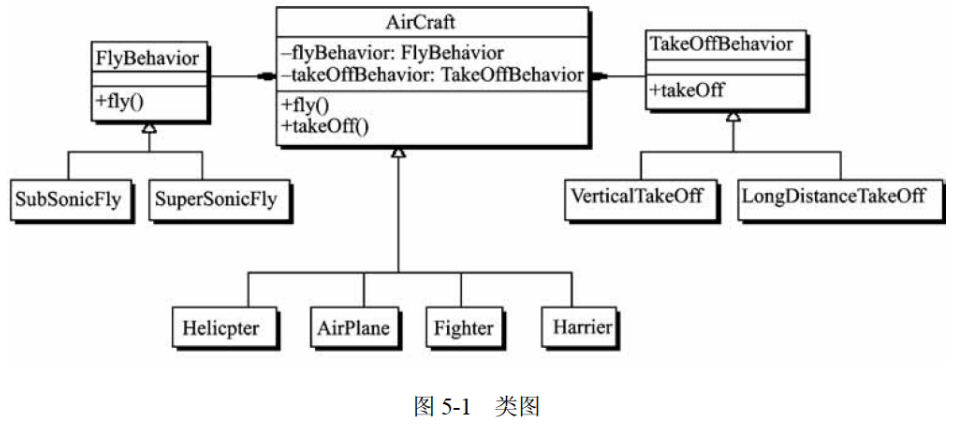 AirCraft
–flyBehavior: FlyBehavior
–takeOffBehavior: TakeOffBehavior
+fly()
+takeOff()
FlyBehavior
+fly()
TakeOffBehavior
+takeOff
SubSonicFly
SuperSonicFly
VerticalTakeOff
LongDistanceTakeOff
Helicpter
AirPlane
Fighter
Harrier
图 5-1 类图